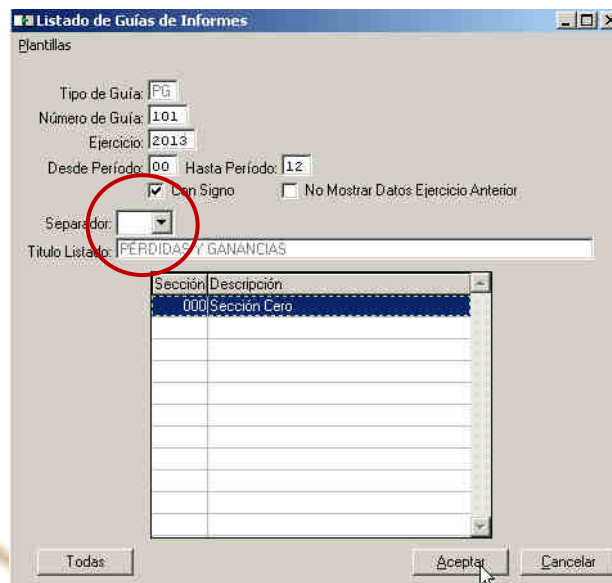 Listado de Guías de Informes
Plantillas
Tipo de Guía: PG
Número de Guía: 101
Ejercicio: 2013
Desde Período: 00 Hasta Período: 12
Con Signo No Mostrar Datos Ejercicio Anterior
Separador:
Titulo Listado: PÉRDIDAS Y GANANCIAS
Sección Descripción
000 Sección Cero
Todas Aceptar Cancelar